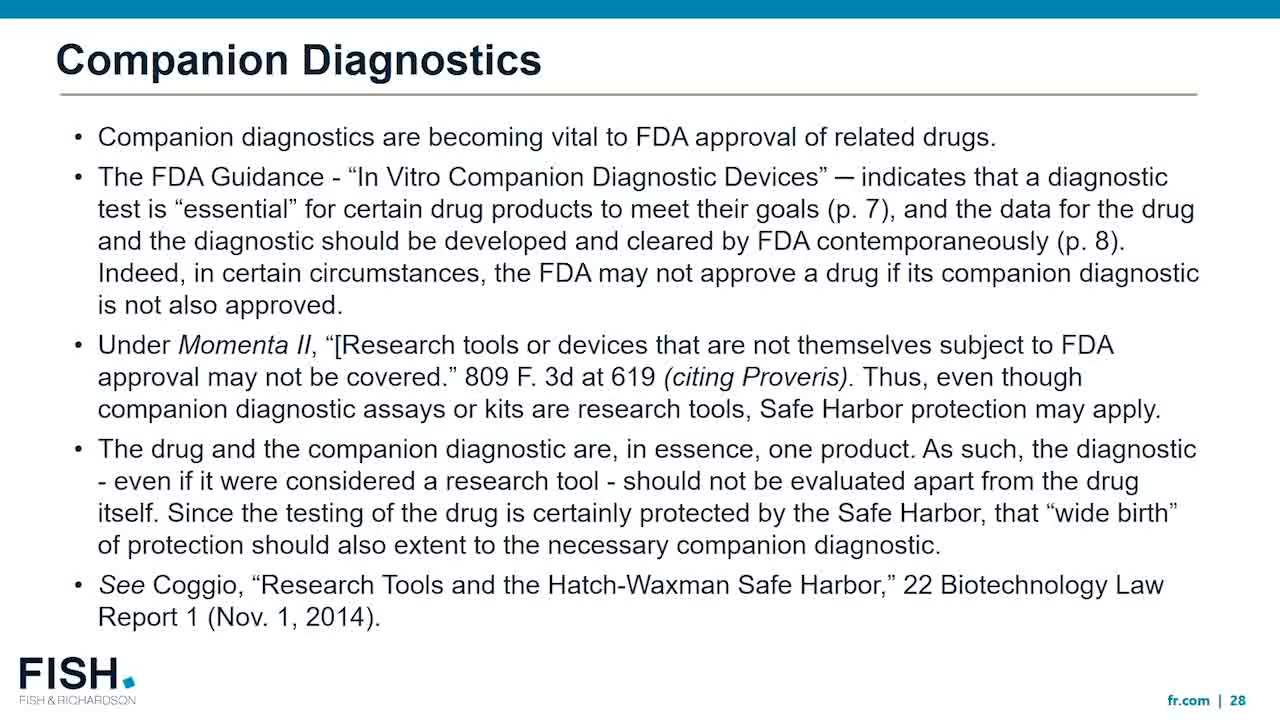 Companion Diagnostics
• Companion diagnostics are becoming vital to FDA approval of related drugs.
• The FDA Guidance - “In Vitro Companion Diagnostic Devices” ─ indicates that a diagnostic
test is “essential” for certain drug products to meet their goals (p. 7), and the data for the drug
and the diagnostic should be developed and cleared by FDA contemporaneously (p. 8).
Indeed, in certain circumstances, the FDA may not approve a drug if its companion diagnostic
is not also approved.
• Under Momenta II, “[Research tools or devices that are not themselves subject to FDA
approval may not be covered.” 809 F. 3d at 619 (citing Proveris). Thus, even though
companion diagnostic assays or kits are research tools, Safe Harbor protection may apply.
• The drug and the companion diagnostic are, in essence, one product. As such, the diagnostic
- even if it were considered a research tool - should not be evaluated apart from the drug
itself. Since the testing of the drug is certainly protected by the Safe Harbor, that “wide birth”
of protection should also extent to the necessary companion diagnostic.
• See Coggio, “Research Tools and the Hatch-Waxman Safe Harbor,” 22 Biotechnology Law
Report 1 (Nov. 1, 2014).
FISH.
FISH & RICHARDSON
fr.com | 28